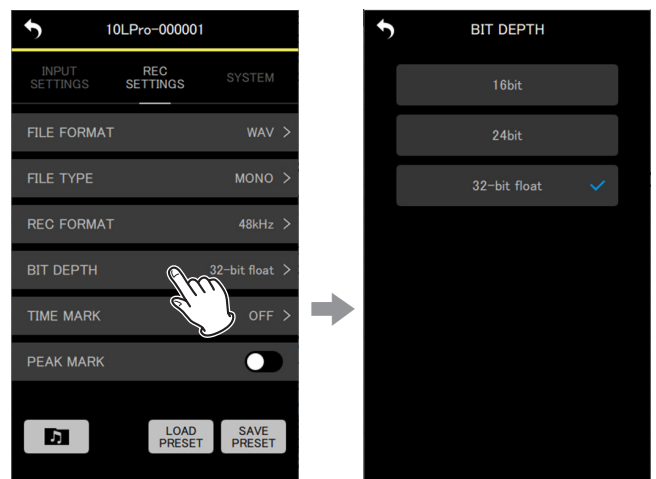 10LPro-000001
INPUT SETTINGS
REC SETTINGS
SYSTEM
FILE FORMAT WAV >
FILE TYPE MONO >
REC FORMAT 48kHz >
BIT DEPTH 32-bit float >
TIME MARK OFF >
PEAK MARK
LOAD PRESET
SAVE PRESET
BIT DEPTH
16bit
24bit
32-bit float